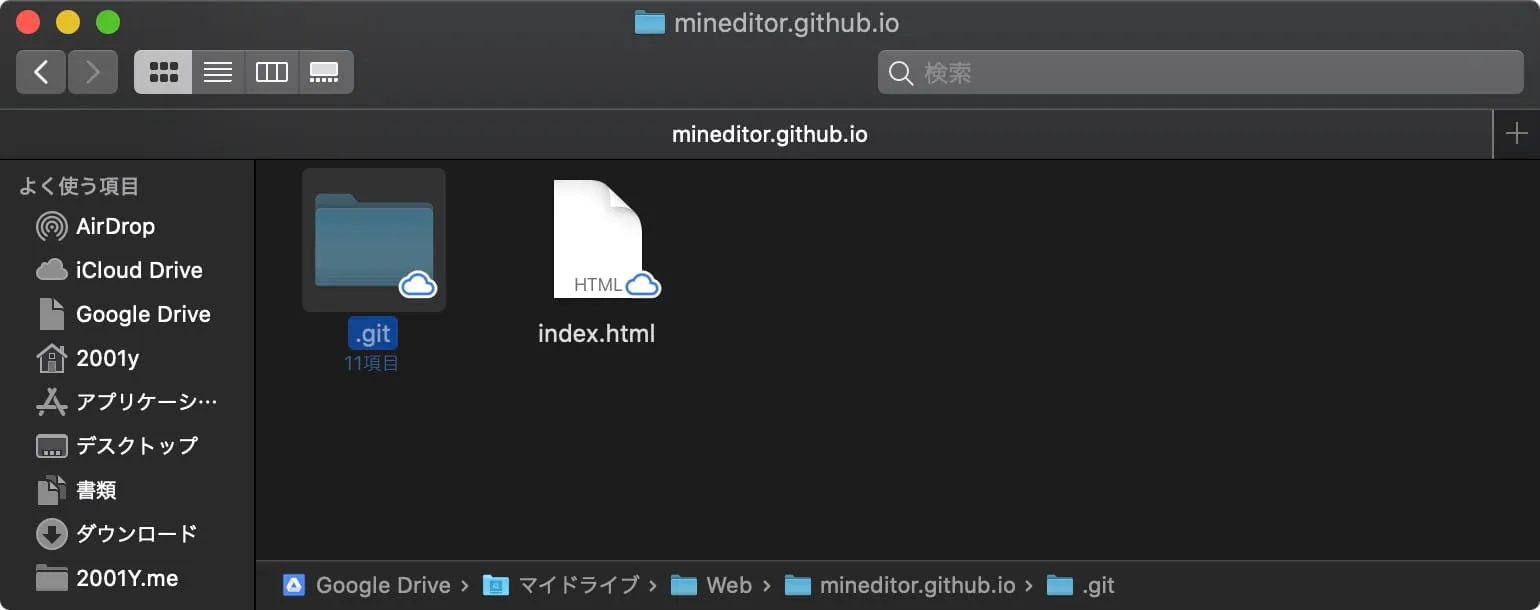 mineditor.github.io
検索
mineditor.github.io
よく使う項目
AirDrop
iCloud Drive
Google Drive
2001y
アプリケーシ…
デスクトップ
書類
ダウンロード
2001Y.me
.git
11項目
HTML
index.html
Google Drive › マイドライブ › Web › mineditor.github.io › .git